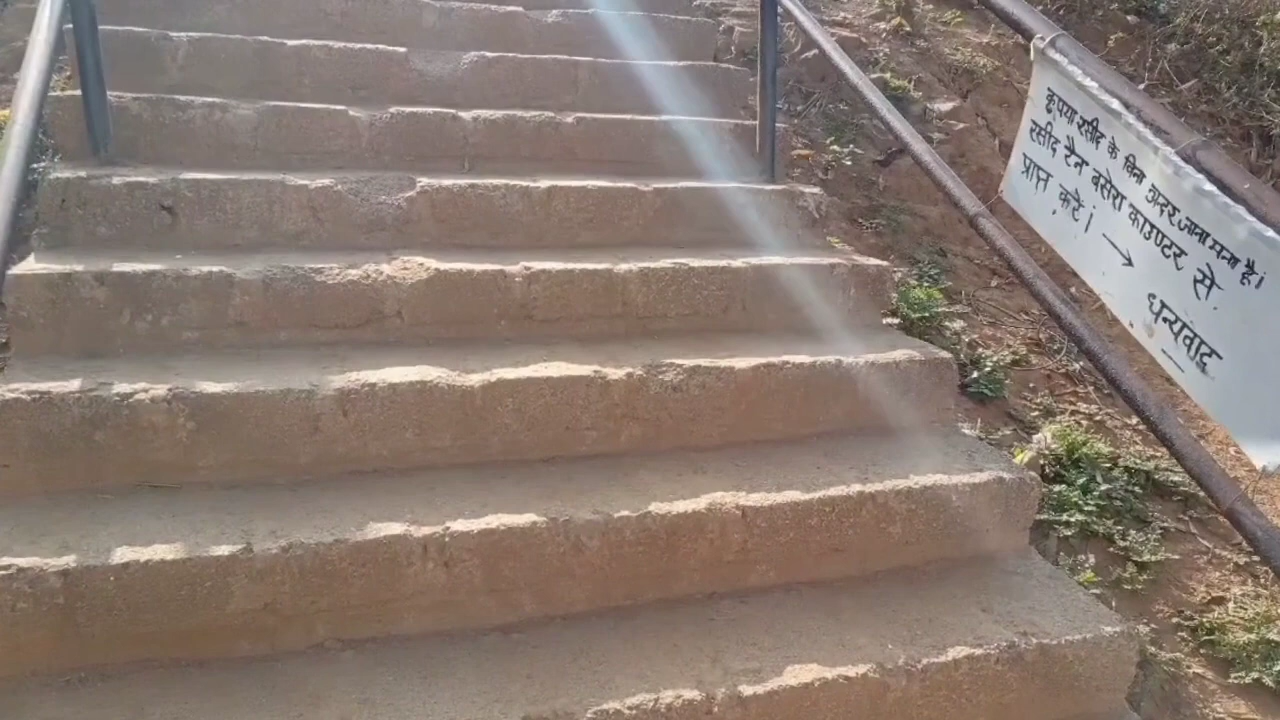 कृपया रसीद के बिना अन्दर जाना मना है।
रसीद रैन बसेरा काउण्टर से
प्राप्त करें। →
धन्यवाद